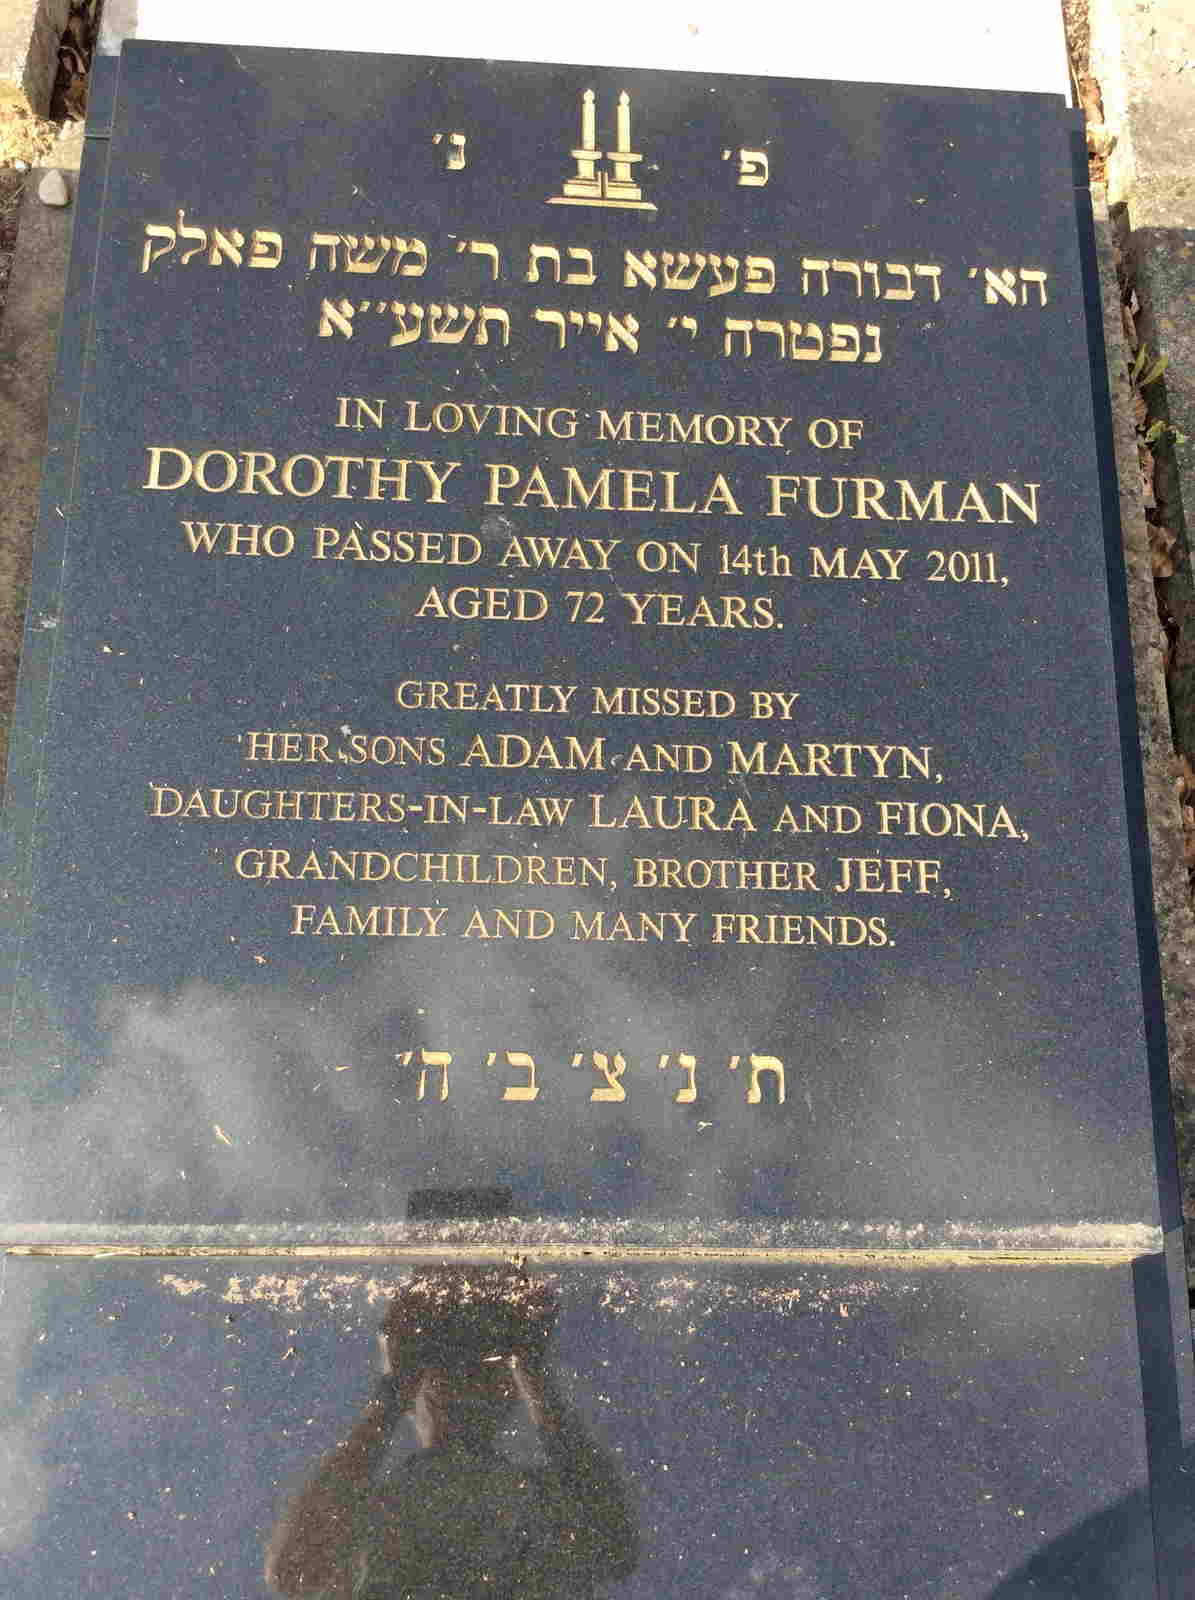 פ׳ נ׳
הא׳ דבורה פעשא בת ר׳ משה פאלק
נפטרה י׳ אייר תשע״א
IN LOVING MEMORY OF
DOROTHY PAMELA FURMAN
WHO PASSED AWAY ON 14th MAY 2011,
AGED 72 YEARS.
GREATLY MISSED BY
HER SONS ADAM AND MARTYN,
DAUGHTERS-IN-LAW LAURA AND FIONA,
GRANDCHILDREN, BROTHER JEFF,
FAMILY AND MANY FRIENDS.
ת׳ נ׳ צ׳ ב׳ ה׳